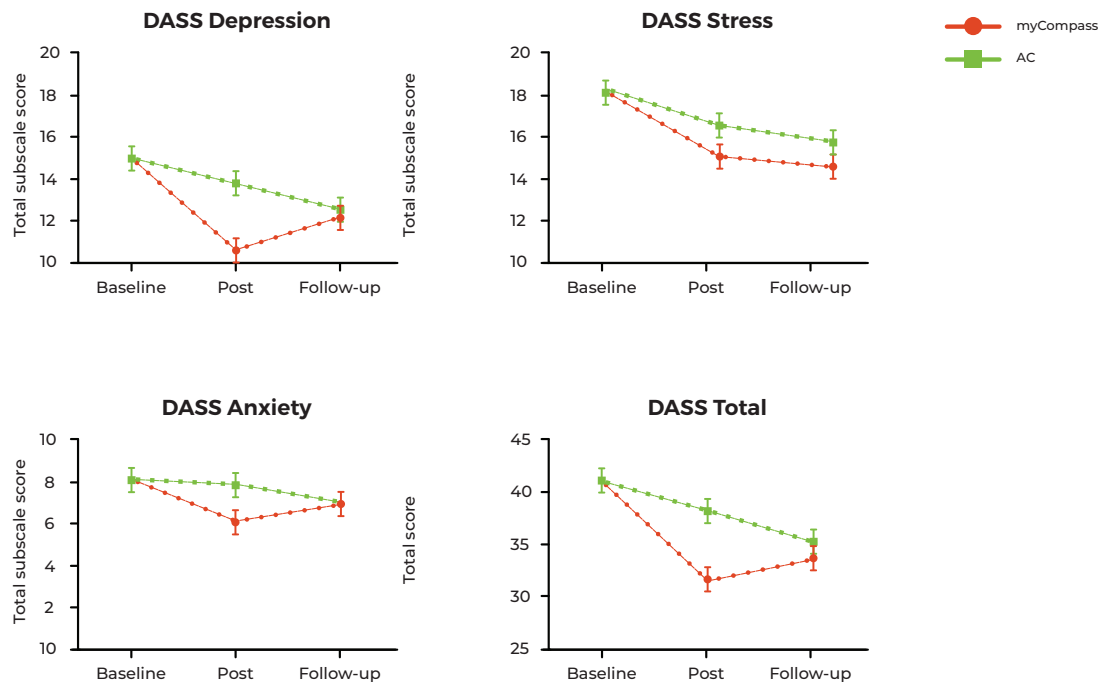 DASS Depression
Total subscale score
20
18
16
14
12
10
Baseline Post Follow-up
DASS Stress
Total subscale score
20
18
16
14
12
10
Baseline Post Follow-up
myCompass
AC
DASS Anxiety
Total subscale score
10
8
6
4
2
10
Baseline Post Follow-up
DASS Total
Total score
45
40
35
30
25
Baseline Post Follow-up